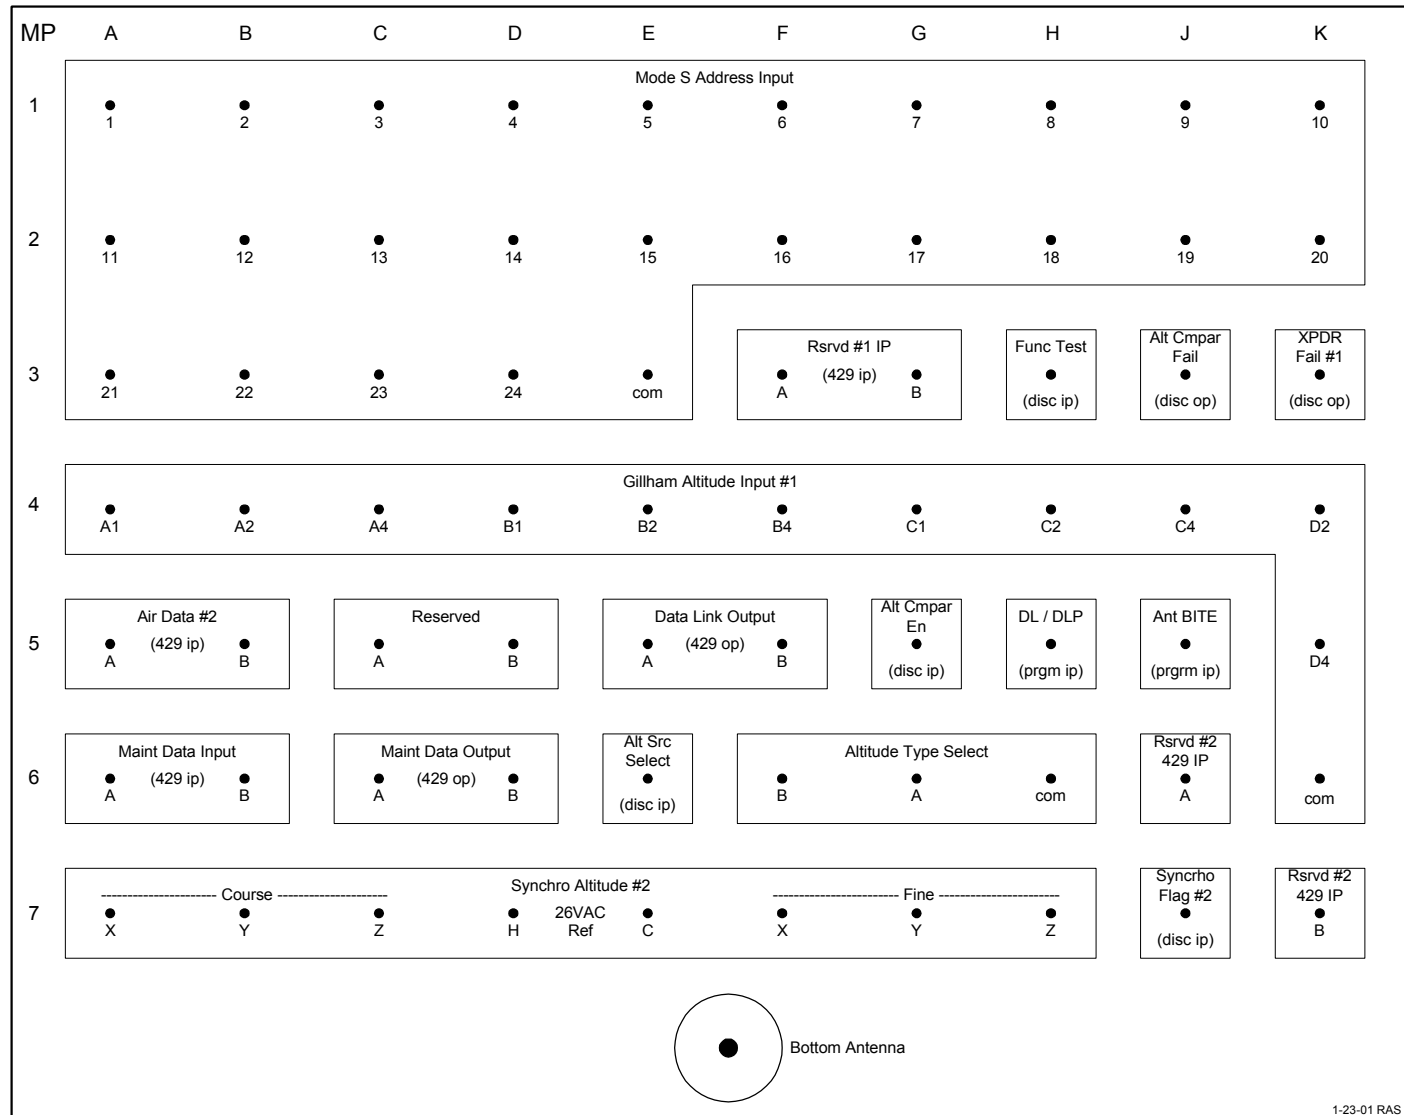 MP A B C D E F G H J K
Mode S Address Input
1
1 2 3 4 5 6 7 8 9 10
2
11 12 13 14 15 16 17 18 19 20
Rsrvd #1 IP Func Test Alt Cmpar XPDR
Fail Fail #1
3 (429 ip)
21 22 23 24 com A B (disc ip) (disc op) (disc op)
Gillham Altitude Input #1
4
A1 A2 A4 B1 B2 B4 C1 C2 C4 D2
Air Data #2 Reserved Data Link Output Alt Cmpar DL / DLP Ant BITE
En
5 (429 ip) (429 op)
A B A B A B (disc ip) (prgm ip) (prgrm ip) D4
Maint Data Input Maint Data Output Alt Src Altitude Type Select Rsrvd #2
Select 429 IP
6 (429 ip) (429 op)
A B A B (disc ip) B A com A com
---------------------- Course --------------------- Synchro Altitude #2 ------------------------ Fine ----------------------- Syncrho Rsrvd #2
Flag #2 429 IP
7 26VAC
X Y Z H Ref C X Y Z (disc ip) B
Bottom Antenna
1-23-01 RAS